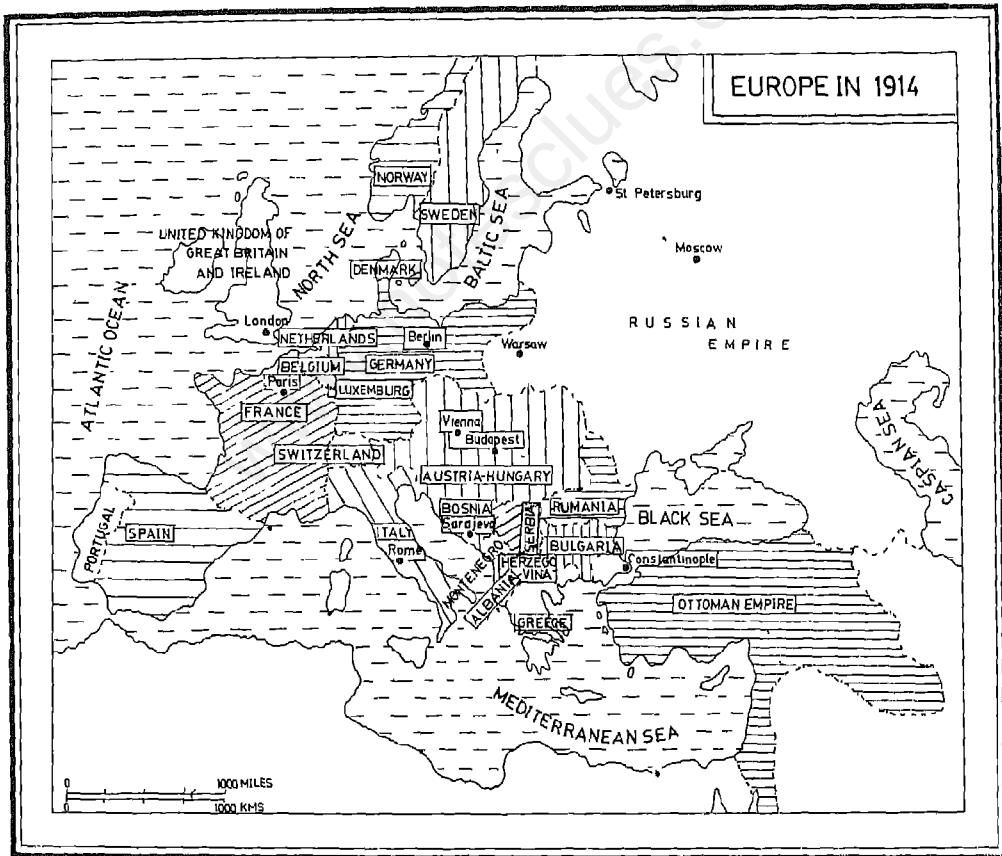 EUROPE IN 1914
NORWAY
St Petersburg
SWEDEN
BALTIC SEA
UNITED KINGDOM OF
GREAT BRITAIN
AND IRELAND
NORTH SEA
Moscow
DENMARK
ATLANTIC OCEAN
London
NETHERLANDS
Berlin
Warsaw
RUSSIAN
EMPIRE
BELGIUM
GERMANY
Paris
LUXEMBURG
FRANCE
Vienna
Budapest
SWITZERLAND
AUSTRIA-HUNGARY
CASPIAN SEA
BOSNIA
Sarajevo
SERBIA
RUMANIA
BLACK SEA
PORTUGAL
SPAIN
ITALY
Rome
MONTENEGRO
BULGARIA
HERZEGO
VINA
Constantinople
ALBANIA
OTTOMAN EMPIRE
GREECE
MEDITERRANEAN SEA
0 1000 MILES
0 1000 KMS